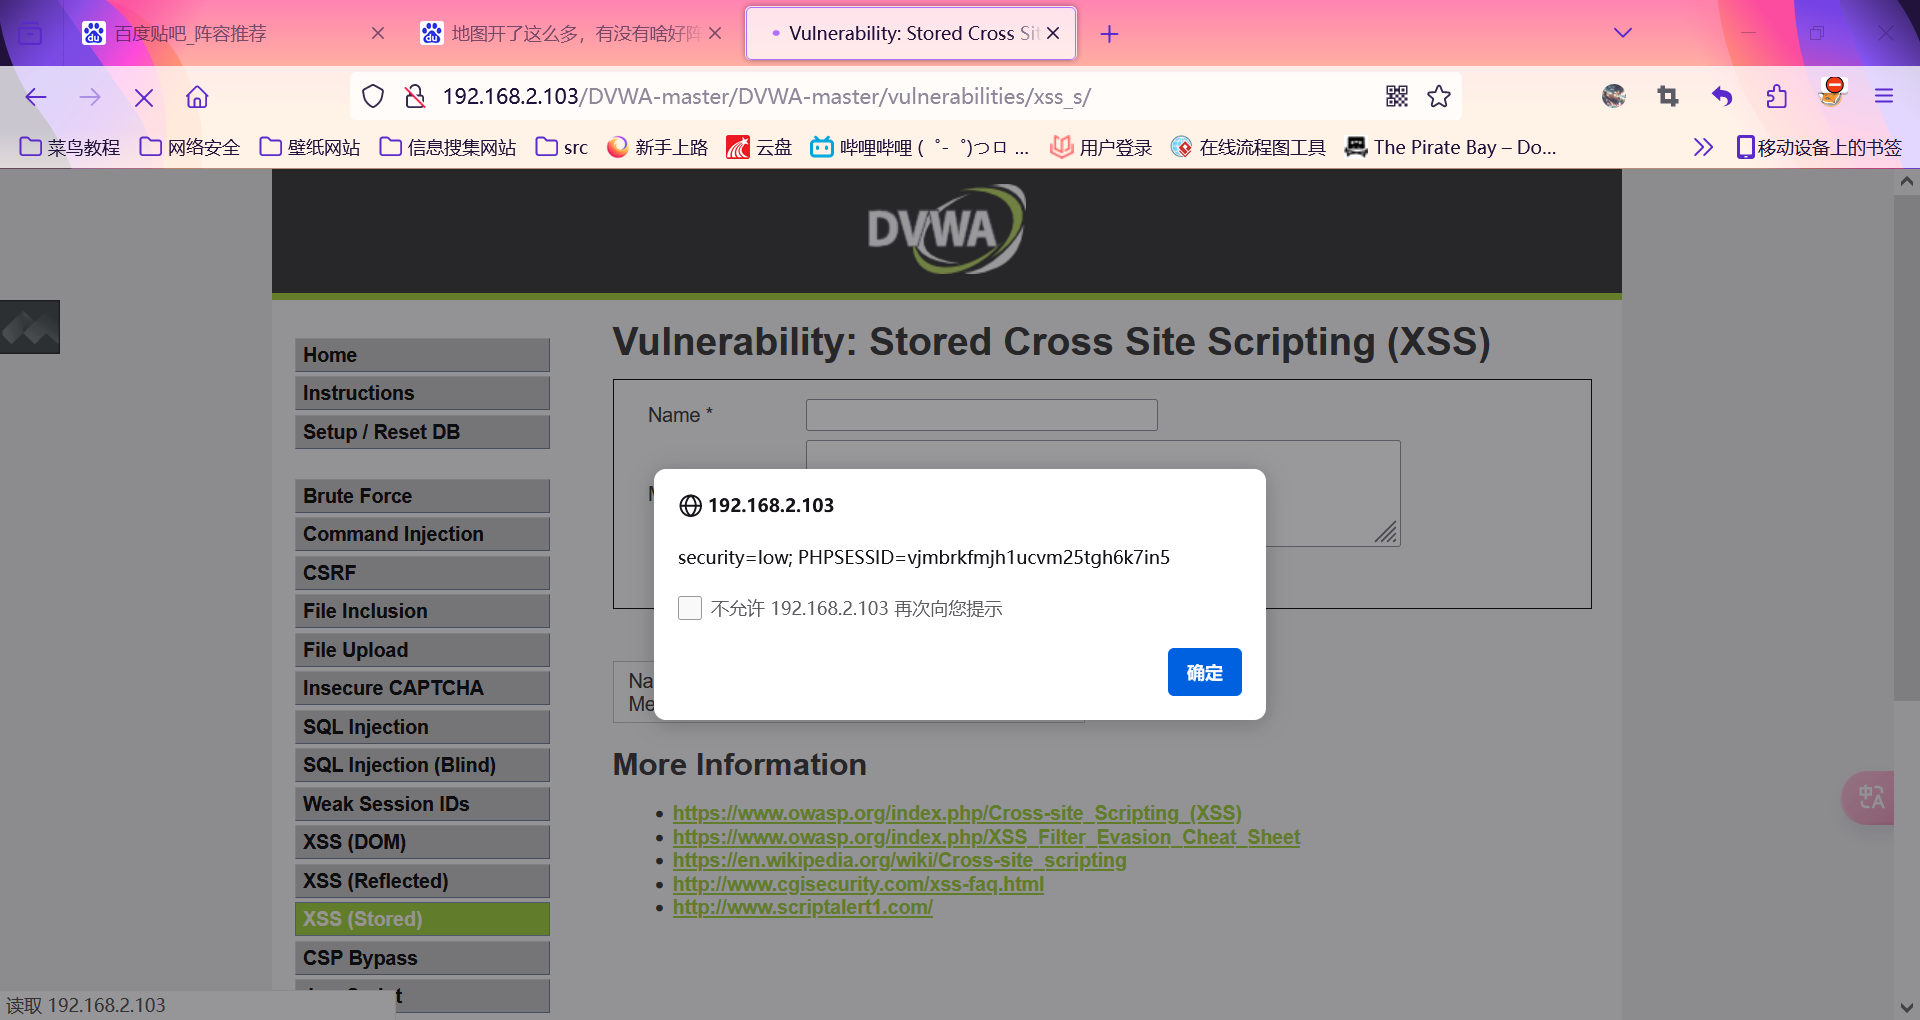 百度贴吧_阵容推荐
地图开了这么多，有没有啥好阵
Vulnerability: Stored Cross Sit
192.168.2.103/DVWA-master/DVWA-master/vulnerabilities/xss_s/
菜鸟教程 网络安全 壁纸网站 信息搜集网站 src 新手上路 云盘 哔哩哔哩 ( ゜- ゜)つロ ... 用户登录 在线流程图工具 The Pirate Bay – Do... 移动设备上的书签
DVWA
Vulnerability: Stored Cross Site Scripting (XSS)
Home
Instructions
Setup / Reset DB
Brute Force
Command Injection
CSRF
File Inclusion
File Upload
Insecure CAPTCHA
SQL Injection
SQL Injection (Blind)
Weak Session IDs
XSS (DOM)
XSS (Reflected)
XSS (Stored)
CSP Bypass
Name *
192.168.2.103
security=low; PHPSESSID=vjmbrkfmjh1ucvm25tgh6k7in5
不允许 192.168.2.103 再次向您提示
确定
Na
Me
More Information
https://www.owasp.org/index.php/Cross-site_Scripting_(XSS)
https://www.owasp.org/index.php/XSS_Filter_Evasion_Cheat_Sheet
https://en.wikipedia.org/wiki/Cross-site_scripting
http://www.cgisecurity.com/xss-faq.html
http://www.scriptalert1.com/
读取 192.168.2.103